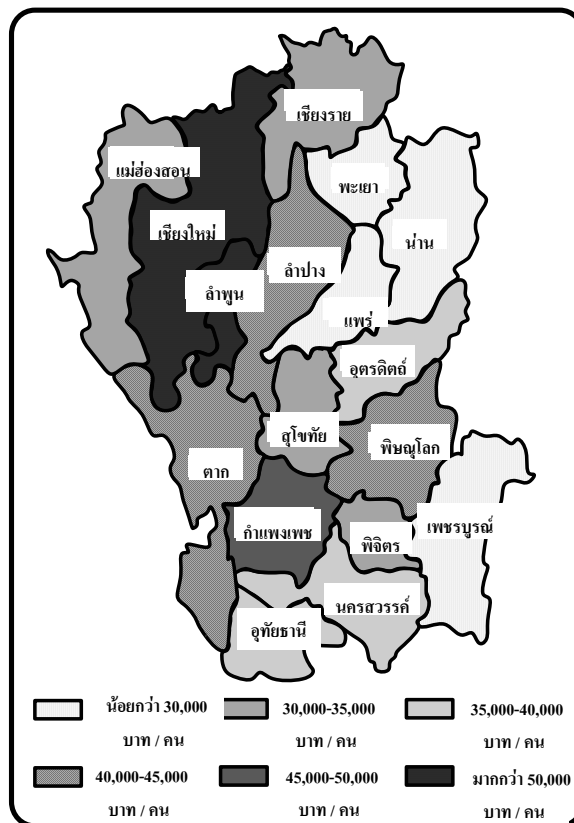 เชียงราย
แม่ฮ่องสอน
พะเยา
เชียงใหม่
น่าน
ลำปาง
ลำพูน
แพร่
อุตรดิตถ์
สุโขทัย
พิษณุโลก
ตาก
เพชรบูรณ์
กำแพงเพช
พิจิตร
นครสวรรค์
อุทัยธานี
น้อยกว่า 30,000
บาท / คน
30,000-35,000
บาท / คน
35,000-40,000
บาท / คน
40,000-45,000
บาท / คน
45,000-50,000
บาท / คน
มากกว่า 50,000
บาท / คน